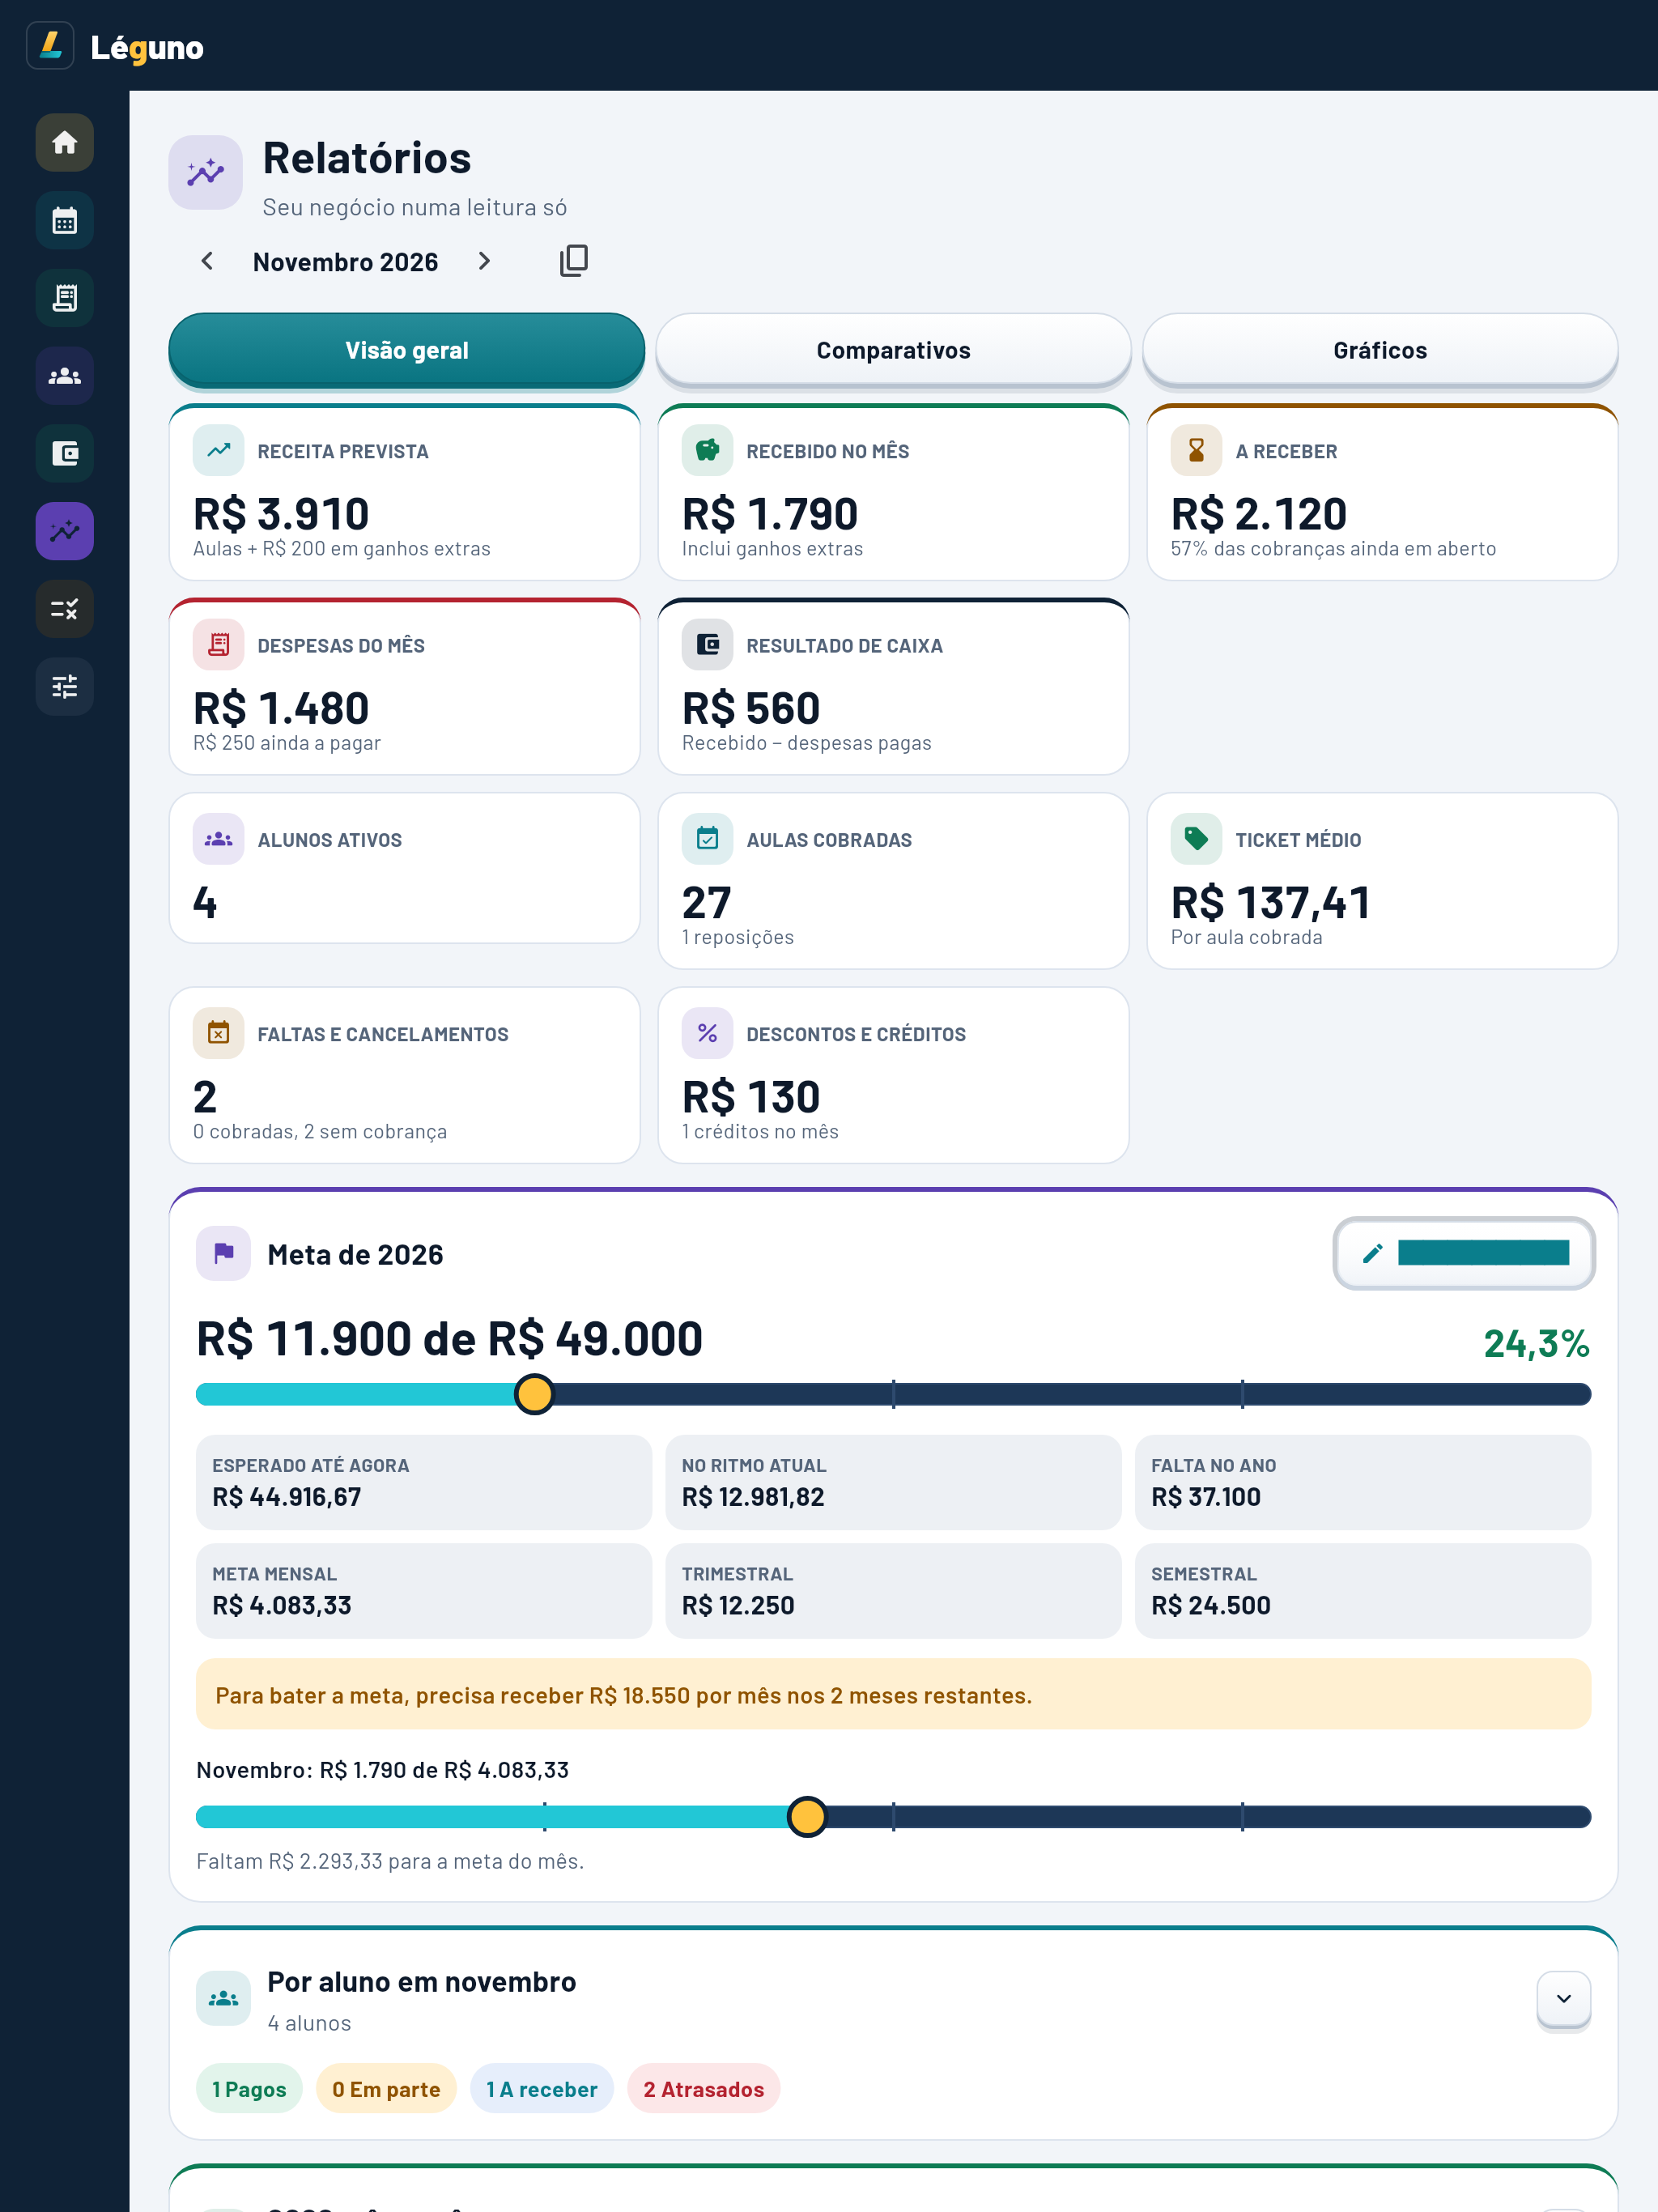 Léguno
Relatórios
Seu negócio numa leitura só
Novembro 2026
Visão geral
Comparativos
Gráficos
RECEITA PREVISTA
R$ 3.910
Aulas + R$ 200 em ganhos extras
RECEBIDO NO MÊS
R$ 1.790
Inclui ganhos extras
A RECEBER
R$ 2.120
57% das cobranças ainda em aberto
DESPESAS DO MÊS
R$ 1.480
R$ 250 ainda a pagar
RESULTADO DE CAIXA
R$ 560
Recebido – despesas pagas
ALUNOS ATIVOS
4
AULAS COBRADAS
27
1 reposições
TICKET MÉDIO
R$ 137,41
Por aula cobrada
FALTAS E CANCELAMENTOS
2
0 cobradas, 2 sem cobrança
DESCONTOS E CRÉDITOS
R$ 130
1 créditos no mês
Meta de 2026
R$ 11.900 de R$ 49.000
24,3%
ESPERADO ATÉ AGORA
R$ 44.916,67
NO RITMO ATUAL
R$ 12.981,82
FALTA NO ANO
R$ 37.100
META MENSAL
R$ 4.083,33
TRIMESTRAL
R$ 12.250
SEMESTRAL
R$ 24.500
Para bater a meta, precisa receber R$ 18.550 por mês nos 2 meses restantes.
Novembro: R$ 1.790 de R$ 4.083,33
Faltam R$ 2.293,33 para a meta do mês.
Por aluno em novembro
4 alunos
1 Pagos
0 Em parte
1 A receber
2 Atrasados